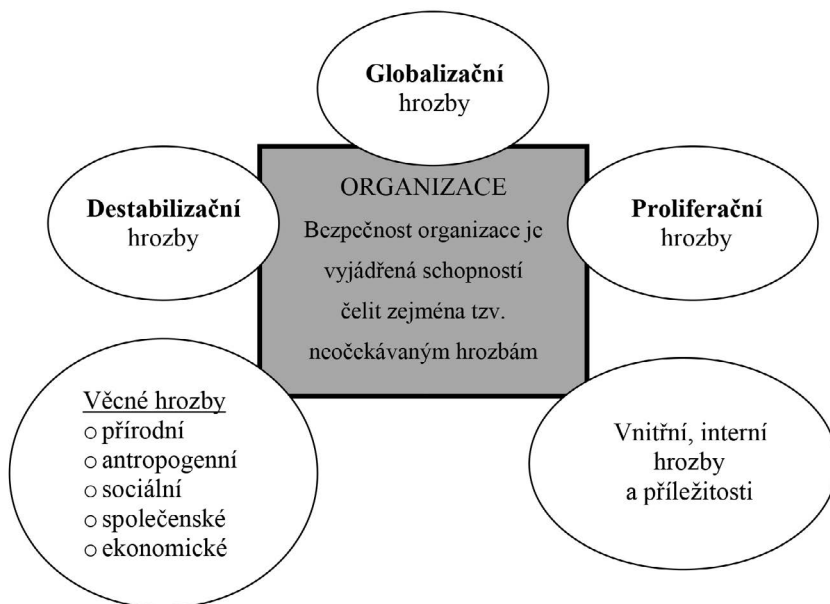 Globalizační
hrozby
Destabilizační
hrozby
ORGANIZACE
Bezpečnost organizace je
vyjádřená schopností
čelit zejména tzv.
neočekávaným hrozbám
Proliferační
hrozby
Věcné hrozby
○ přírodní
○ antropogenní
○ sociální
○ společenské
○ ekonomické
Vnitřní, interní
hrozby
a příležitosti